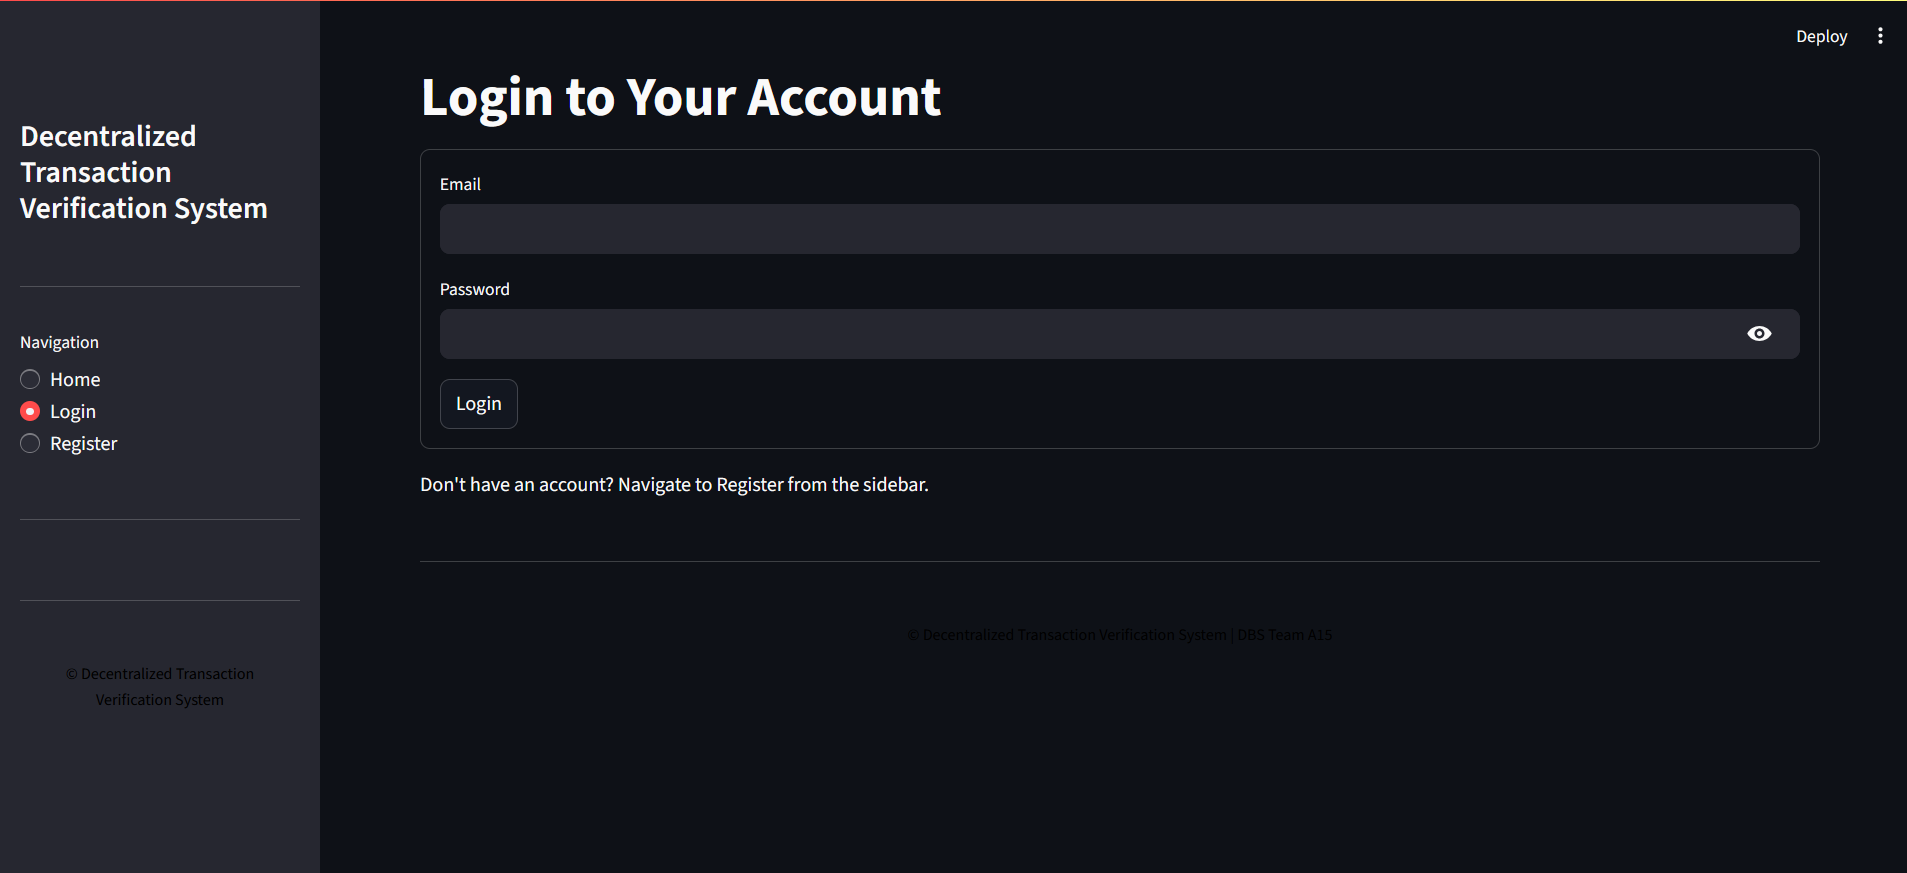 Deploy
Decentralized
Transaction
Verification System
Navigation
Home
Login
Register
© Decentralized Transaction
Verification System
Login to Your Account
Email
Password
Login
Don't have an account? Navigate to Register from the sidebar.
© Decentralized Transaction Verification System | DBS Team A15